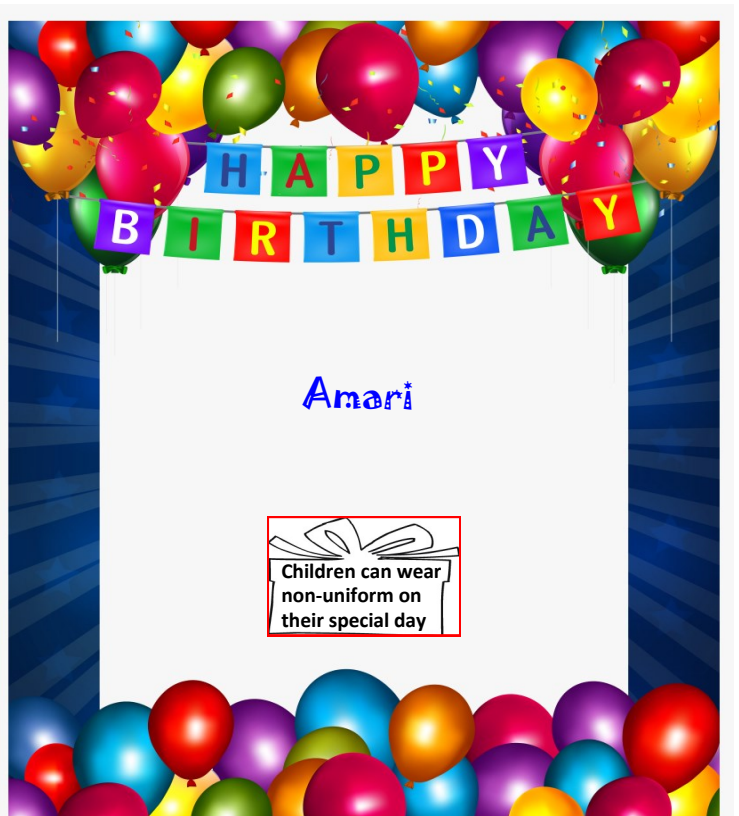 HAPPY
BIRTHDAY
Amari
Children can wear
non-uniform on
their special day